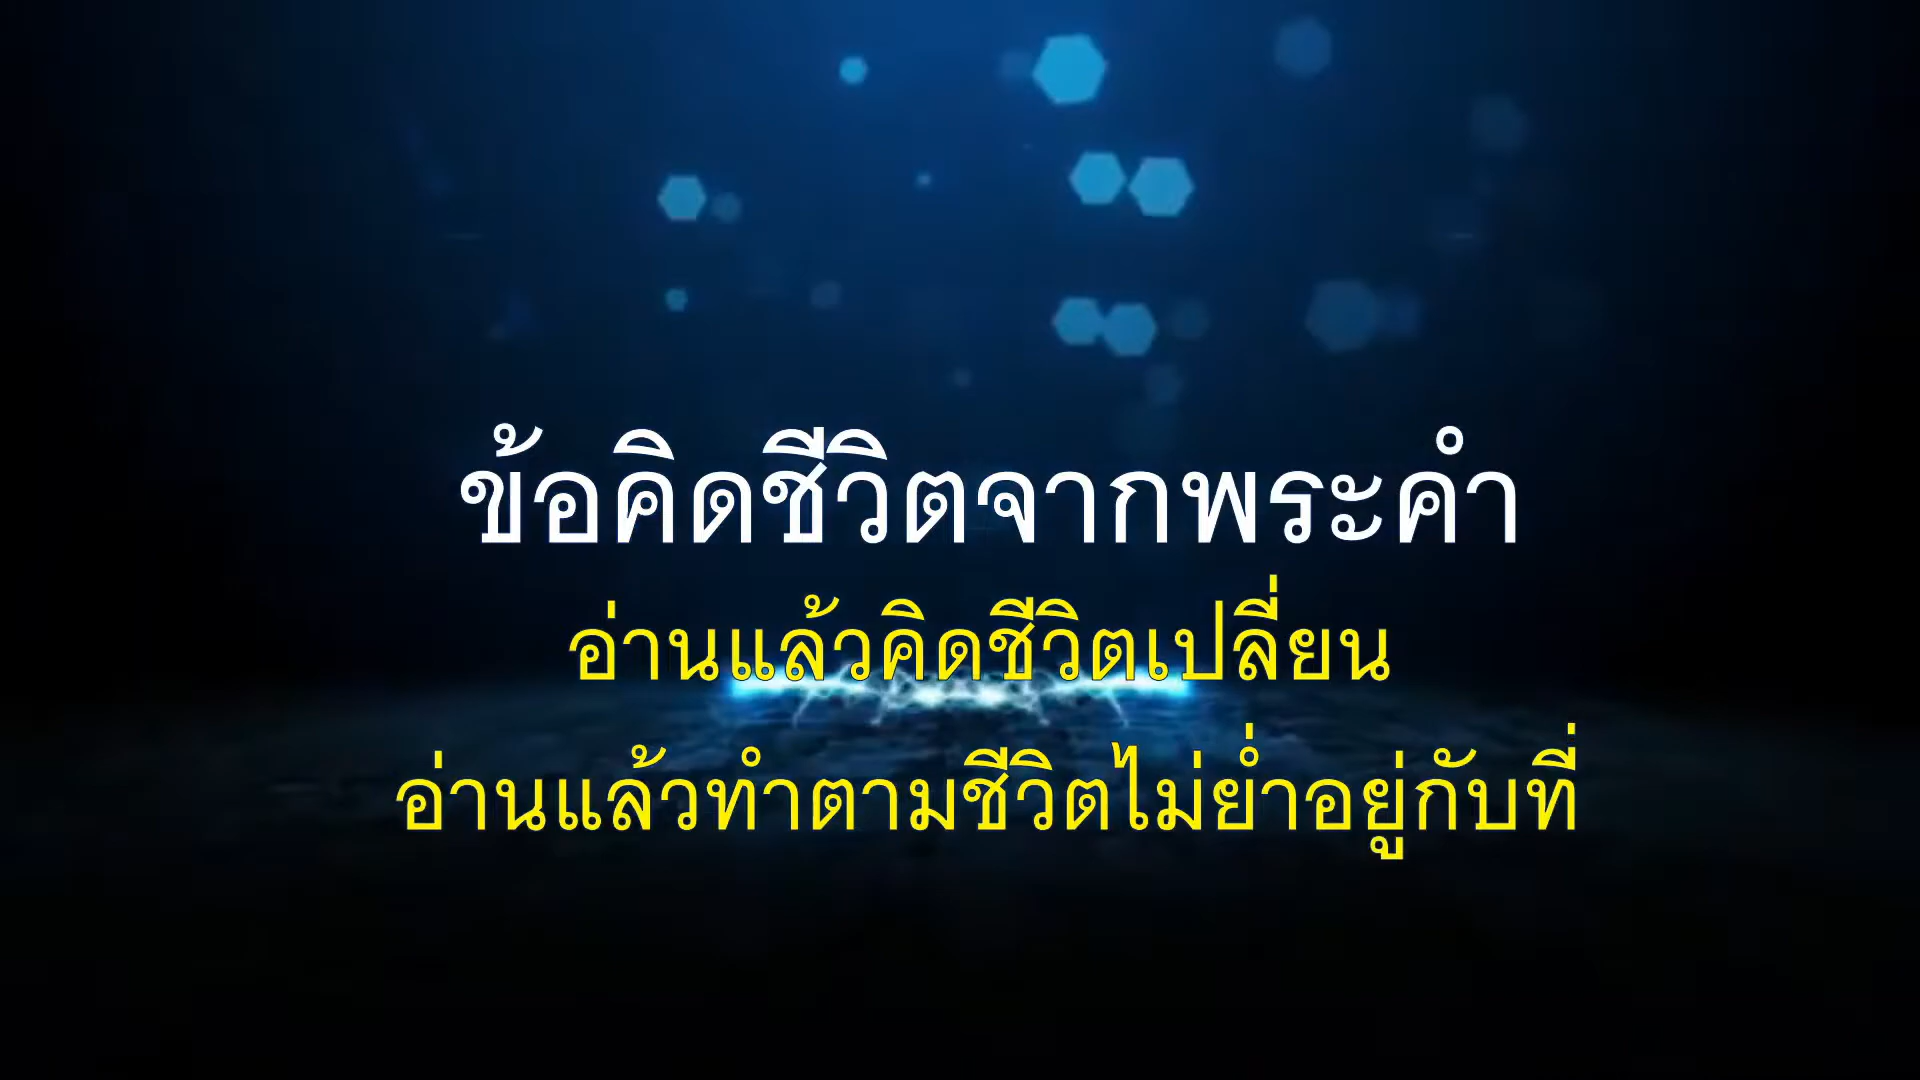 ข้อคิดชีวิตจากพระคำ
อ่านแล้วคิดชีวิตเปลี่ยน
อ่านแล้วทำตามชีวิตไม่ย่ำอยู่กับที่